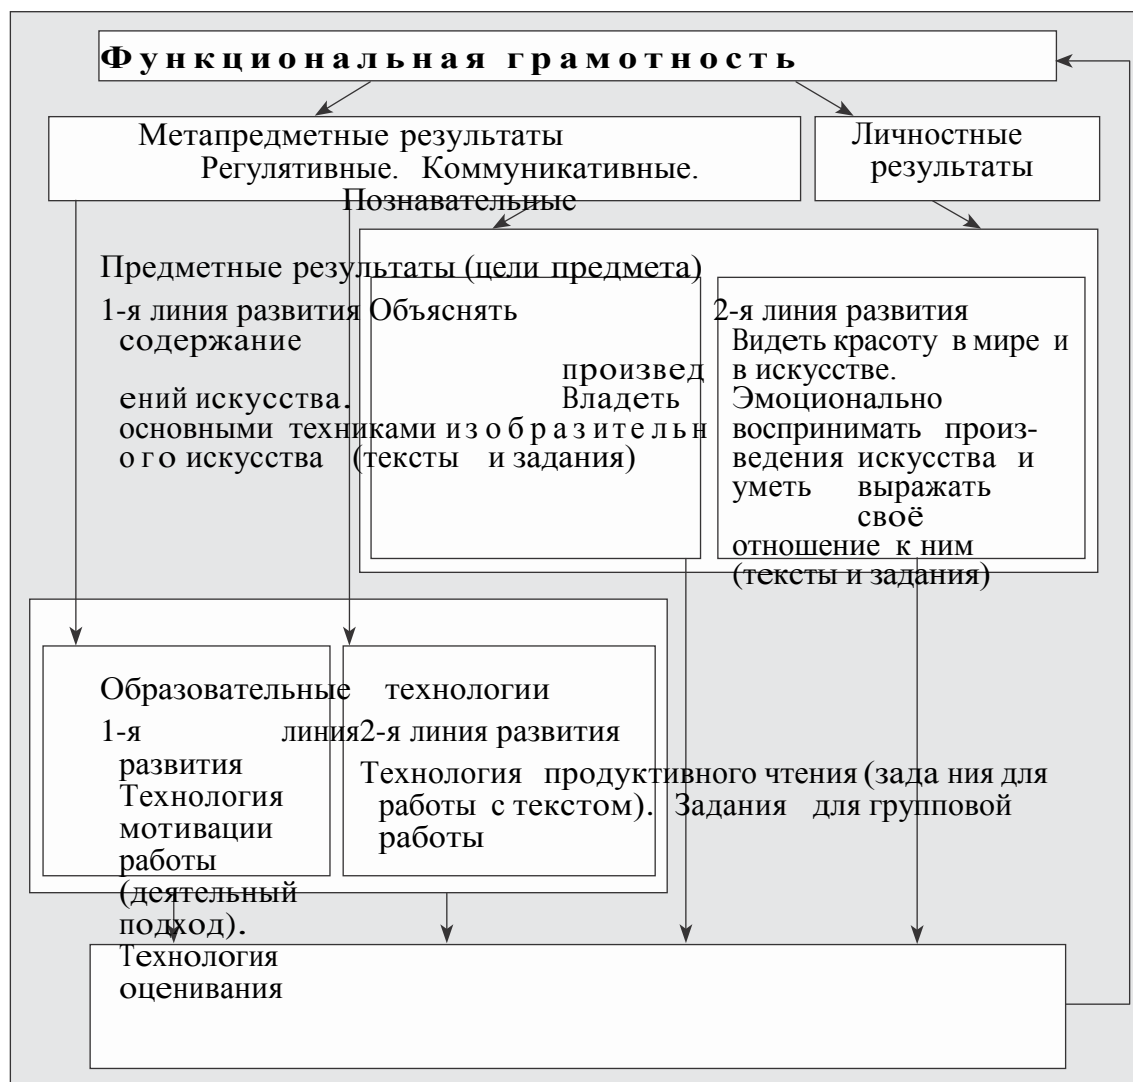 Функциональная грамотность
Метапредметные результаты
Регулятивные. Коммуникативные.
Познавательные
Личностные
результаты
Предметные результаты (цели предмета)
1-я линия развития Объяснять
содержание
произвед
ений искусства. Владеть
основными техниками изобразительн
ого искусства (тексты и задания)
2-я линия развития
Видеть красоту в мире и
в искусстве.
Эмоционально
воспринимать произ-
ведения искусства и
уметь выражать
своё
отношение к ним
(тексты и задания)
Образовательные технологии
1-я линия
развития
Технология
мотивации
работы
(деятельный
подход).
Технология
оценивания
2-я линия развития
Технология продуктивного чтения (зада ния для
работы с текстом). Задания для групповой
работы